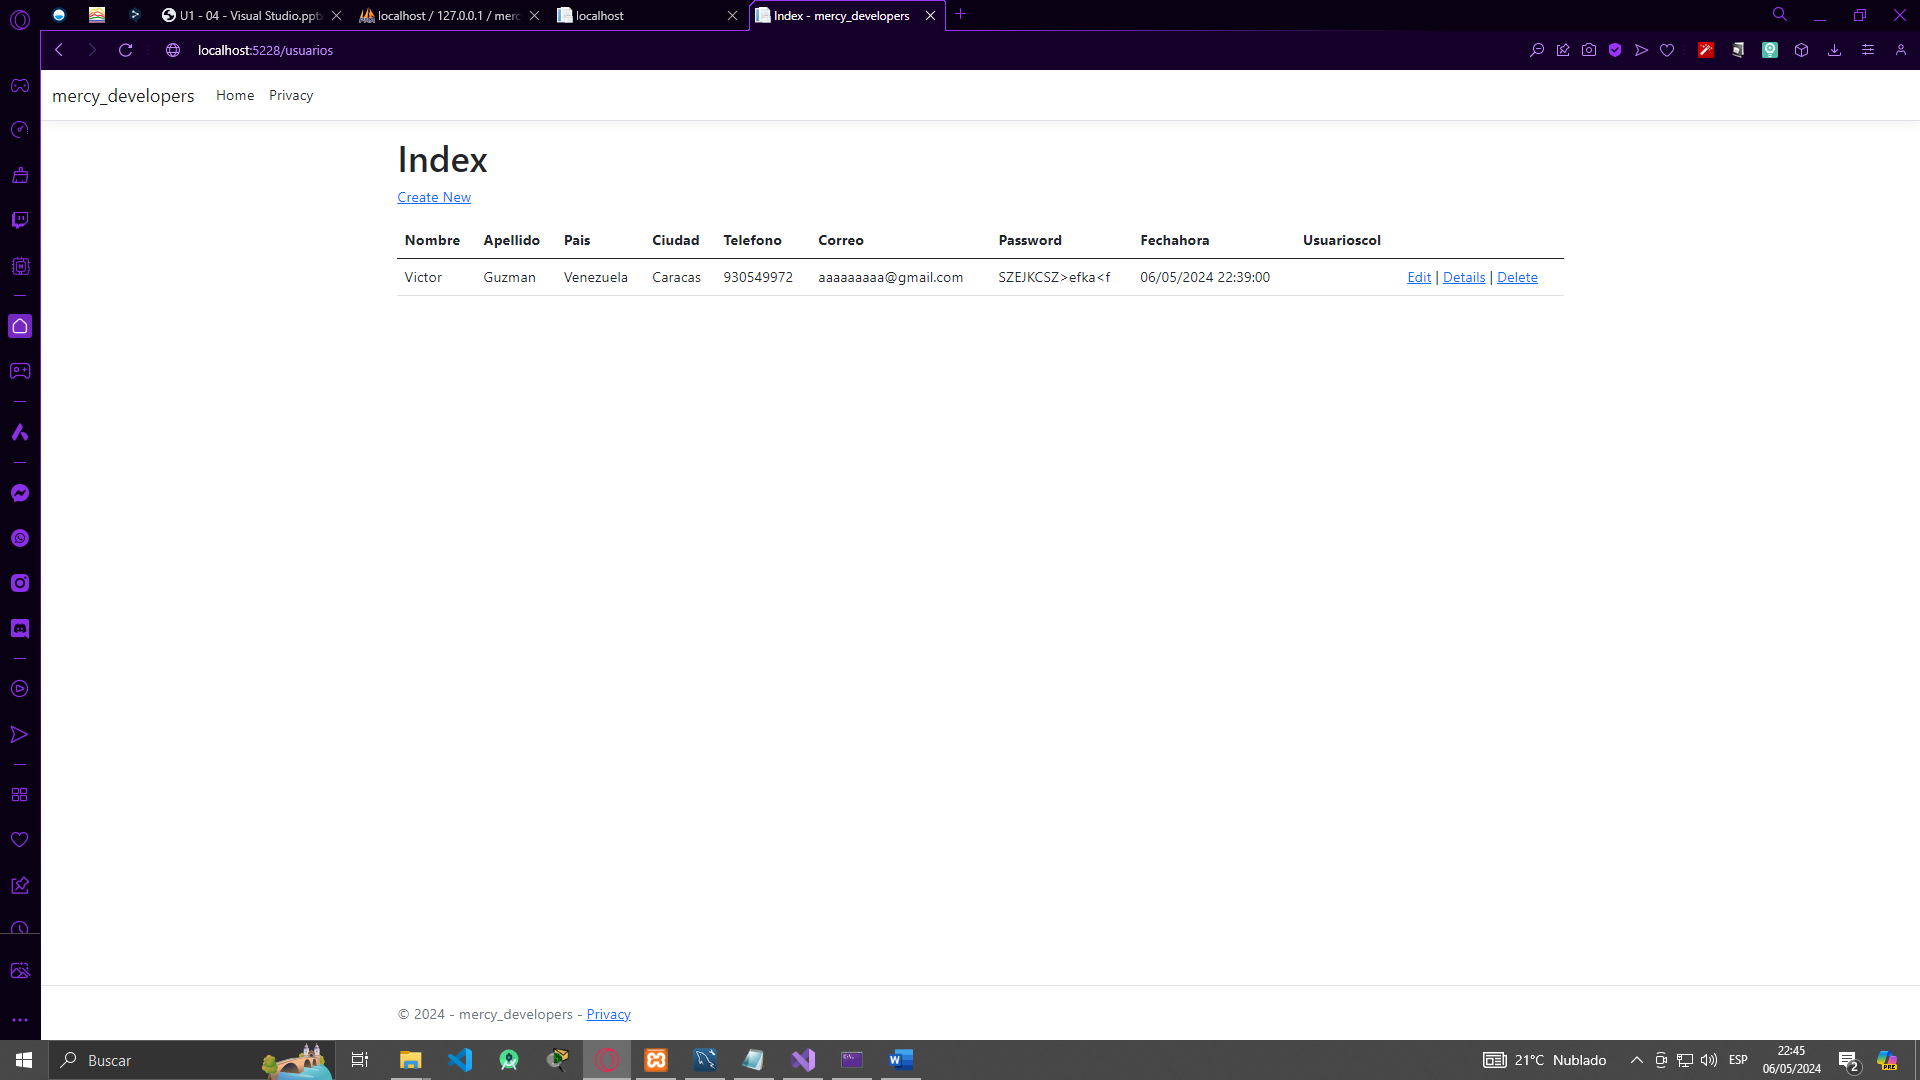 U1 - 04 - Visual Studio.ppt
localhost / 127.0.0.1 / merc
localhost
Index - mercy_developers
localhost:5228/usuarios
mercy_developers Home Privacy
Index
Create New
Nombre Apellido Pais Ciudad Telefono Correo Password Fechahora Usuarioscol
Victor Guzman Venezuela Caracas 930549972 aaaaaaaaa@gmail.com SZEJKCSZ>efka<f 06/05/2024 22:39:00 Edit | Details | Delete
© 2024 - mercy_developers - Privacy
Buscar
21°C Nublado
ESP
22:45
06/05/2024
2
PRE